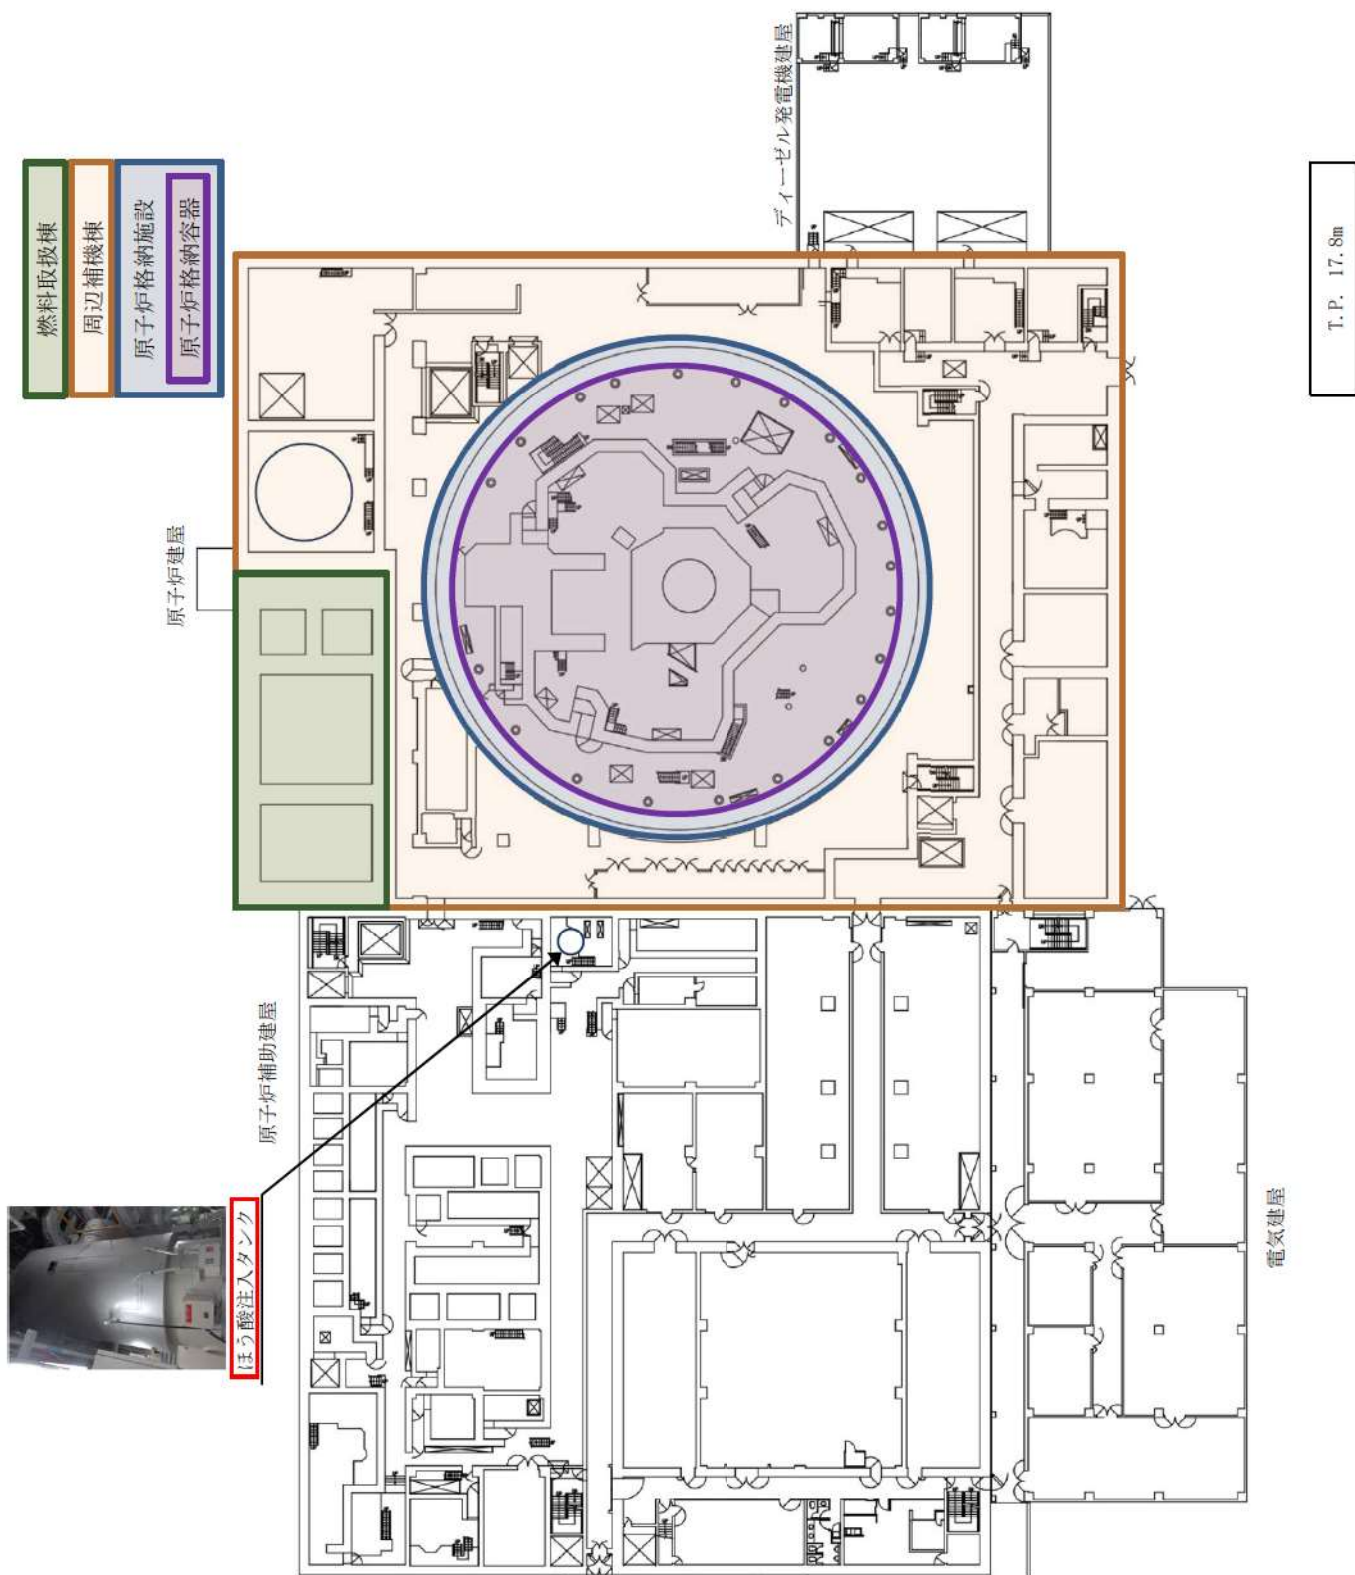 燃料取扱棟
周辺補機棟
原子炉格納施設
原子炉格納容器
ディーゼル発電機建屋
原子炉建屋
原子炉補助建屋
ほう酸注入タンク
電気建屋
T.P. 17.8m